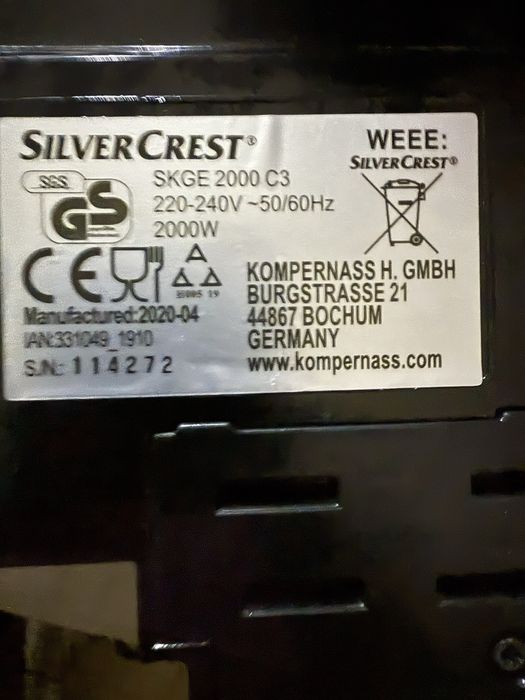 SILVERCREST®
SGS
GS
SKGE 2000 C3
220-240V ~50/60Hz
2000W
WEEE:
SILVERCREST®
CE
Manufactured:2020-04
IAN:331049_1910
S.N.: 114272
KOMPERNASS H. GMBH
BURGSTRASSE 21
44867 BOCHUM
GERMANY
www.kompernass.com